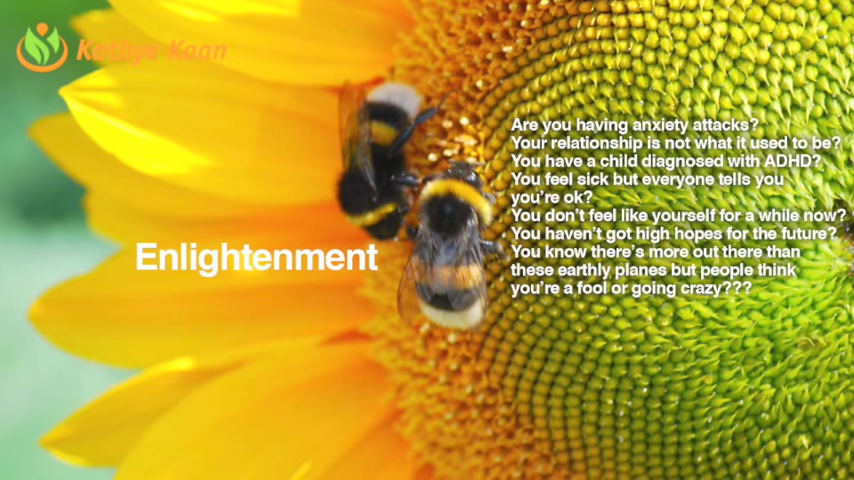 Kathya Kaan
Are you having anxiety attacks?
Your relationship is not what it used to be?
You have a child diagnosed with ADHD?
You feel sick but everyone tells you
you're ok?
You don't feel like yourself for a while now?
You haven't got high hopes for the future?
You know there's more out there than
these earthly planes but people think
you're a fool or going crazy???
Enlightenment